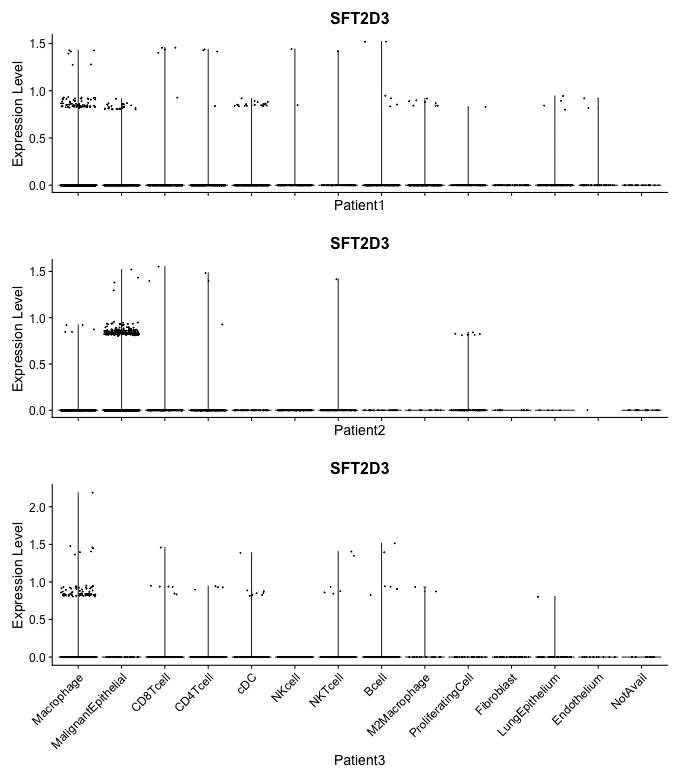 SFT2D3
Expression Level
1.5
1.0
0.5
0.0
Patient1
SFT2D3
Expression Level
1.5
1.0
0.5
0.0
Patient2
SFT2D3
Expression Level
2.0
1.5
1.0
0.5
0.0
Macrophage
MalignantEpithelial
CD8Tcell
CD4Tcell
cDC
NKcell
NKTcell
Bcell
M2Macrophage
ProliferatingCell
Fibroblast
LungEpithelium
Endothelium
NotAvail
Patient3